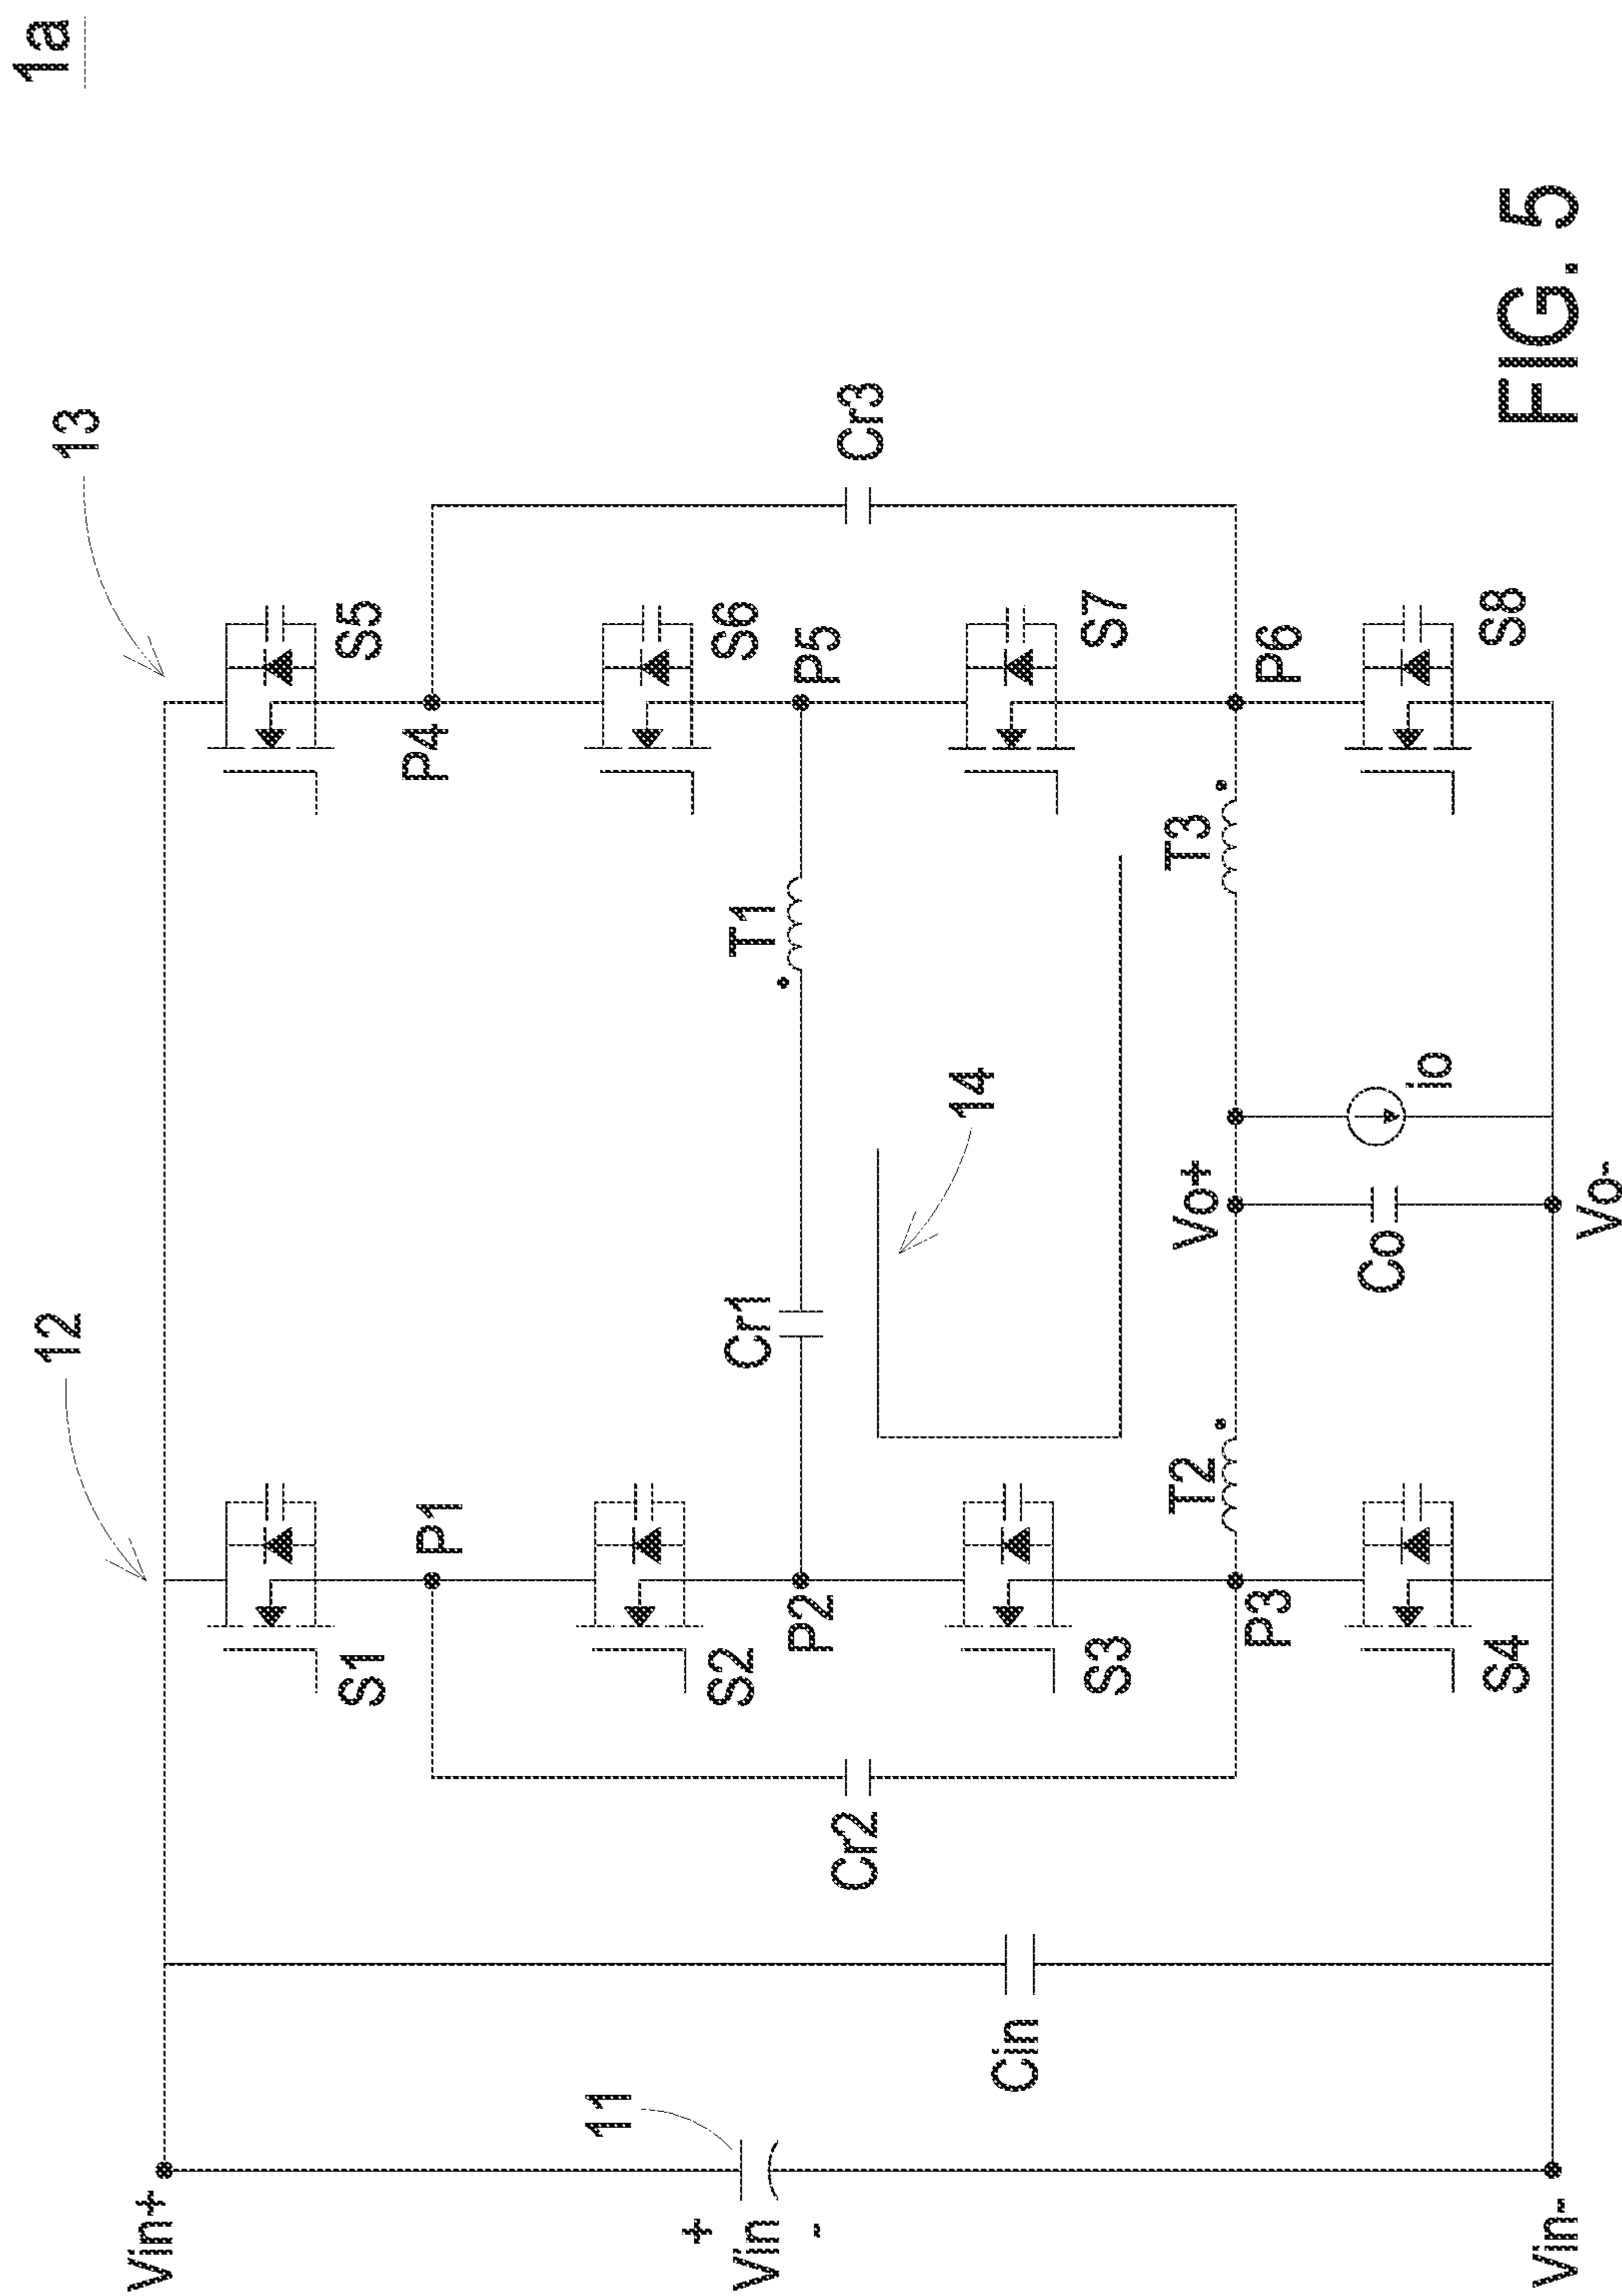 1a
12
13
Vin+
S1
S5
P1
P4
11
+
Vin
-
S2
S6
Cr1
T1
P2
P5
Cr2
Cr3
14
Cin
S3
S7
T2
Vo+
T3
P3
P6
Co
io
S4
S8
Vin-
Vo-
FIG. 5